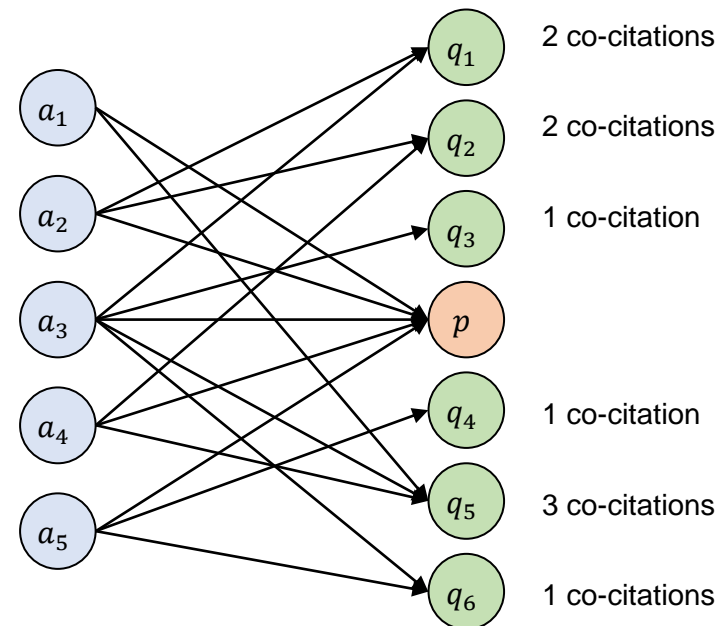 q₁ 2 co-citations
a₁
q₂ 2 co-citations
a₂
q₃ 1 co-citation
a₃ p
a₄
q₄ 1 co-citation
a₅
q₅ 3 co-citations
q₆ 1 co-citations